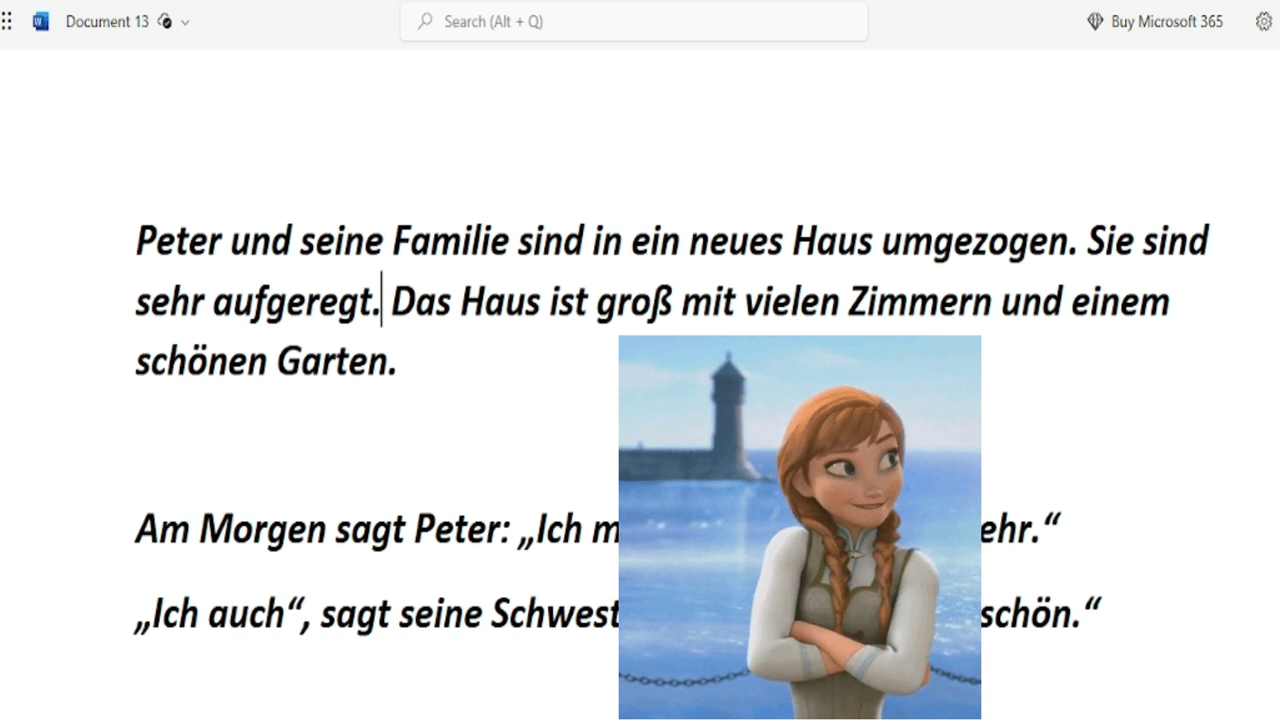 Document 13
Search (Alt + Q)
Buy Microsoft 365
Peter und seine Familie sind in ein neues Haus umgezogen. Sie sind
sehr aufgeregt. Das Haus ist groß mit vielen Zimmern und einem
schönen Garten.
Am Morgen sagt Peter: „Ich
„Ich auch“, sagt seine schön.“